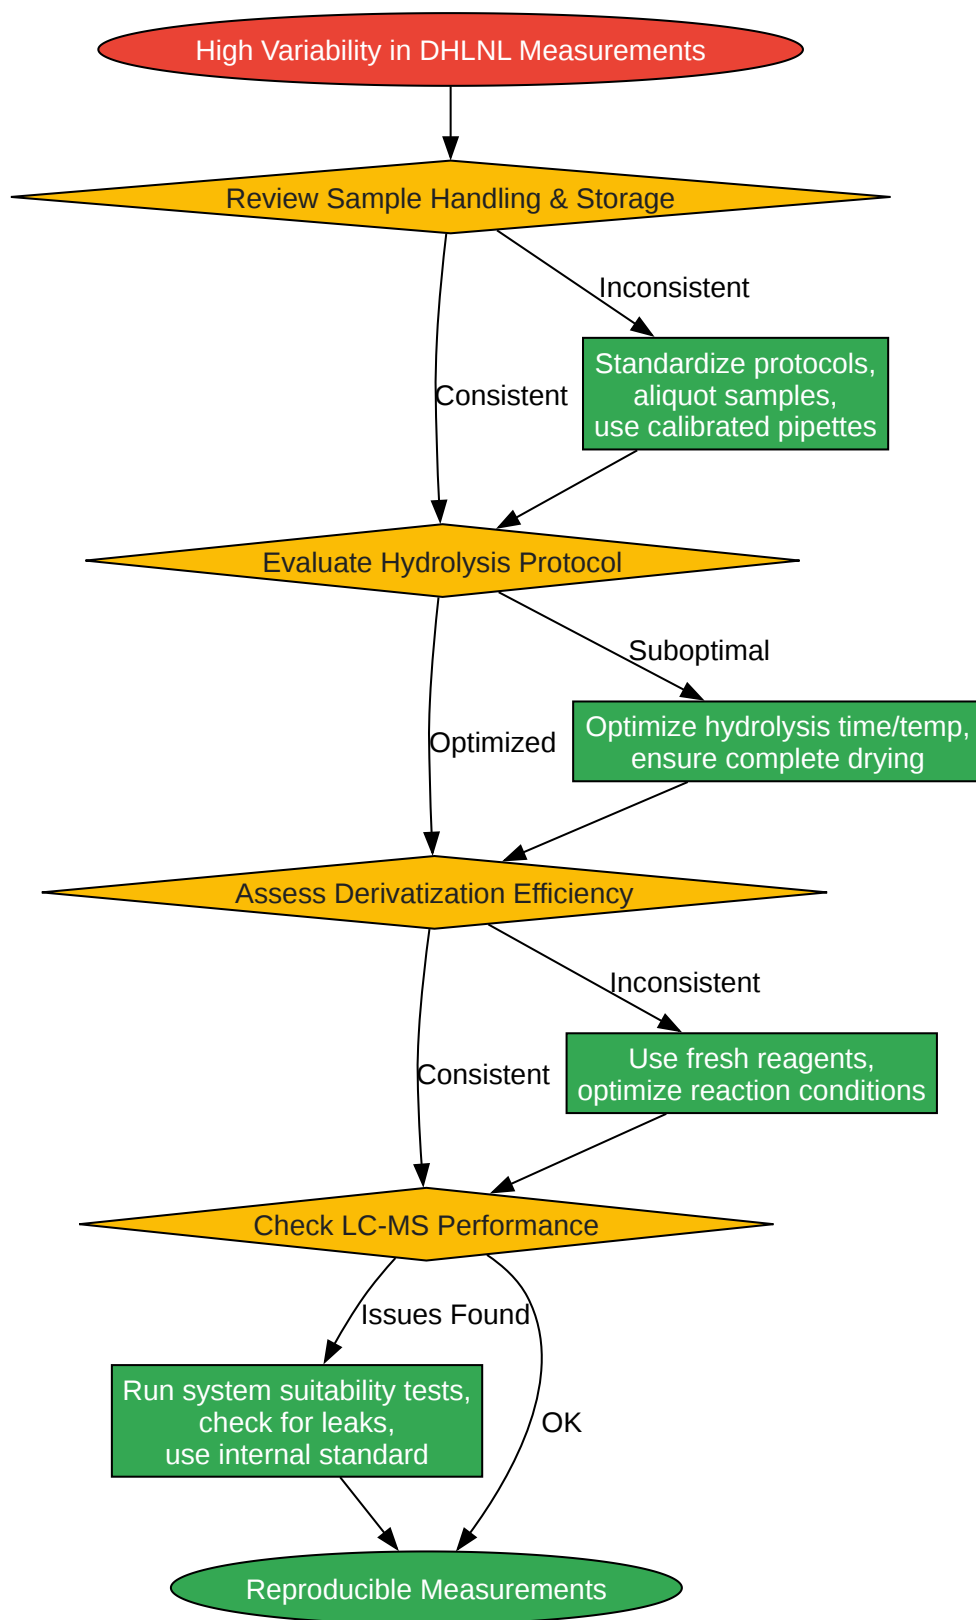 High Variability in DHLNL Measurements
Review Sample Handling & Storage
Inconsistent
Standardize protocols,
aliquot samples,
use calibrated pipettes
Consistent
Evaluate Hydrolysis Protocol
Suboptimal
Optimize hydrolysis time/temp,
ensure complete drying
Optimized
Assess Derivatization Efficiency
Inconsistent
Use fresh reagents,
optimize reaction conditions
Consistent
Check LC-MS Performance
Issues Found
Run system suitability tests,
check for leaks,
use internal standard
OK
Reproducible Measurements